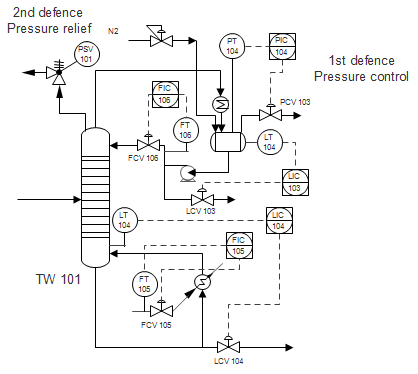 2nd defence
Pressure relief
N2
PSV
101
PT
104
PIC
104
1st defence
Pressure control
FIC
106
PCV 103
FT
106
LT
104
FCV 106
LIC
103
LCV 103
LT
104
LIC
104
FIC
105
TW 101
FT
105
FCV 105
LCV 104